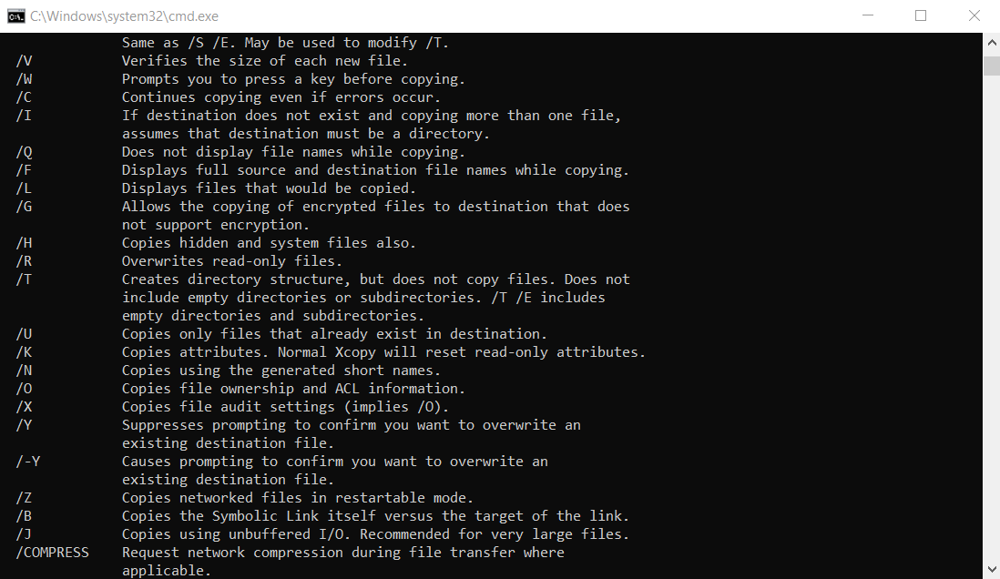 C:\Windows\system32\cmd.exe
Same as /S /E. May be used to modify /T.
/V Verifies the size of each new file.
/W Prompts you to press a key before copying.
/C Continues copying even if errors occur.
/I If destination does not exist and copying more than one file,
assumes that destination must be a directory.
/Q Does not display file names while copying.
/F Displays full source and destination file names while copying.
/L Displays files that would be copied.
/G Allows the copying of encrypted files to destination that does
not support encryption.
/H Copies hidden and system files also.
/R Overwrites read-only files.
/T Creates directory structure, but does not copy files. Does not
include empty directories or subdirectories. /T /E includes
empty directories and subdirectories.
/U Copies only files that already exist in destination.
/K Copies attributes. Normal Xcopy will reset read-only attributes.
/N Copies using the generated short names.
/O Copies file ownership and ACL information.
/X Copies file audit settings (implies /O).
/Y Suppresses prompting to confirm you want to overwrite an
existing destination file.
/-Y Causes prompting to confirm you want to overwrite an
existing destination file.
/Z Copies networked files in restartable mode.
/B Copies the Symbolic Link itself versus the target of the link.
/J Copies using unbuffered I/O. Recommended for very large files.
/COMPRESS Request network compression during file transfer where
applicable.